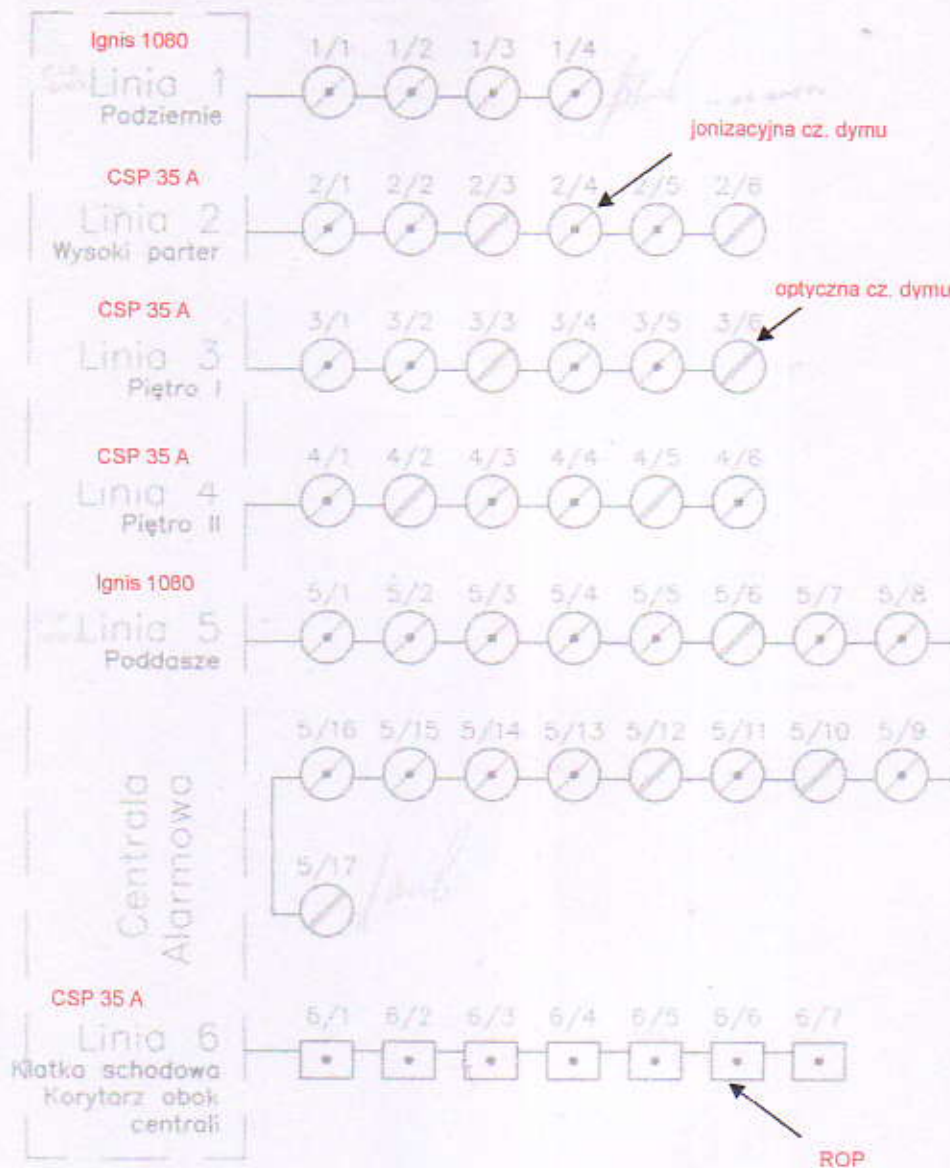 Ignis 1080
1/1 1/2 1/3 1/4
Linia 1
Podziemie
jonizacyjna cz. dymu
CSP 35 A
2/1 2/2 2/3 2/4 2/5 2/6
Linia 2
Wysoki parter
optyczna cz. dymu
CSP 35 A
3/1 3/2 3/3 3/4 3/5 3/6
Linia 3
Piętro I
CSP 35 A
4/1 4/2 4/3 4/4 4/5 4/6
Linia 4
Piętro II
Ignis 1080
5/1 5/2 5/3 5/4 5/5 5/6 5/7 5/8
Linia 5
Poddasze
5/16 5/15 5/14 5/13 5/12 5/11 5/10 5/9
5/17
Centrala
Alarmowa
CSP 35 A
6/1 6/2 6/3 6/4 6/5 6/6 6/7
Linia 6
Klatka schodowa
Korytarz obok
centrali
ROP